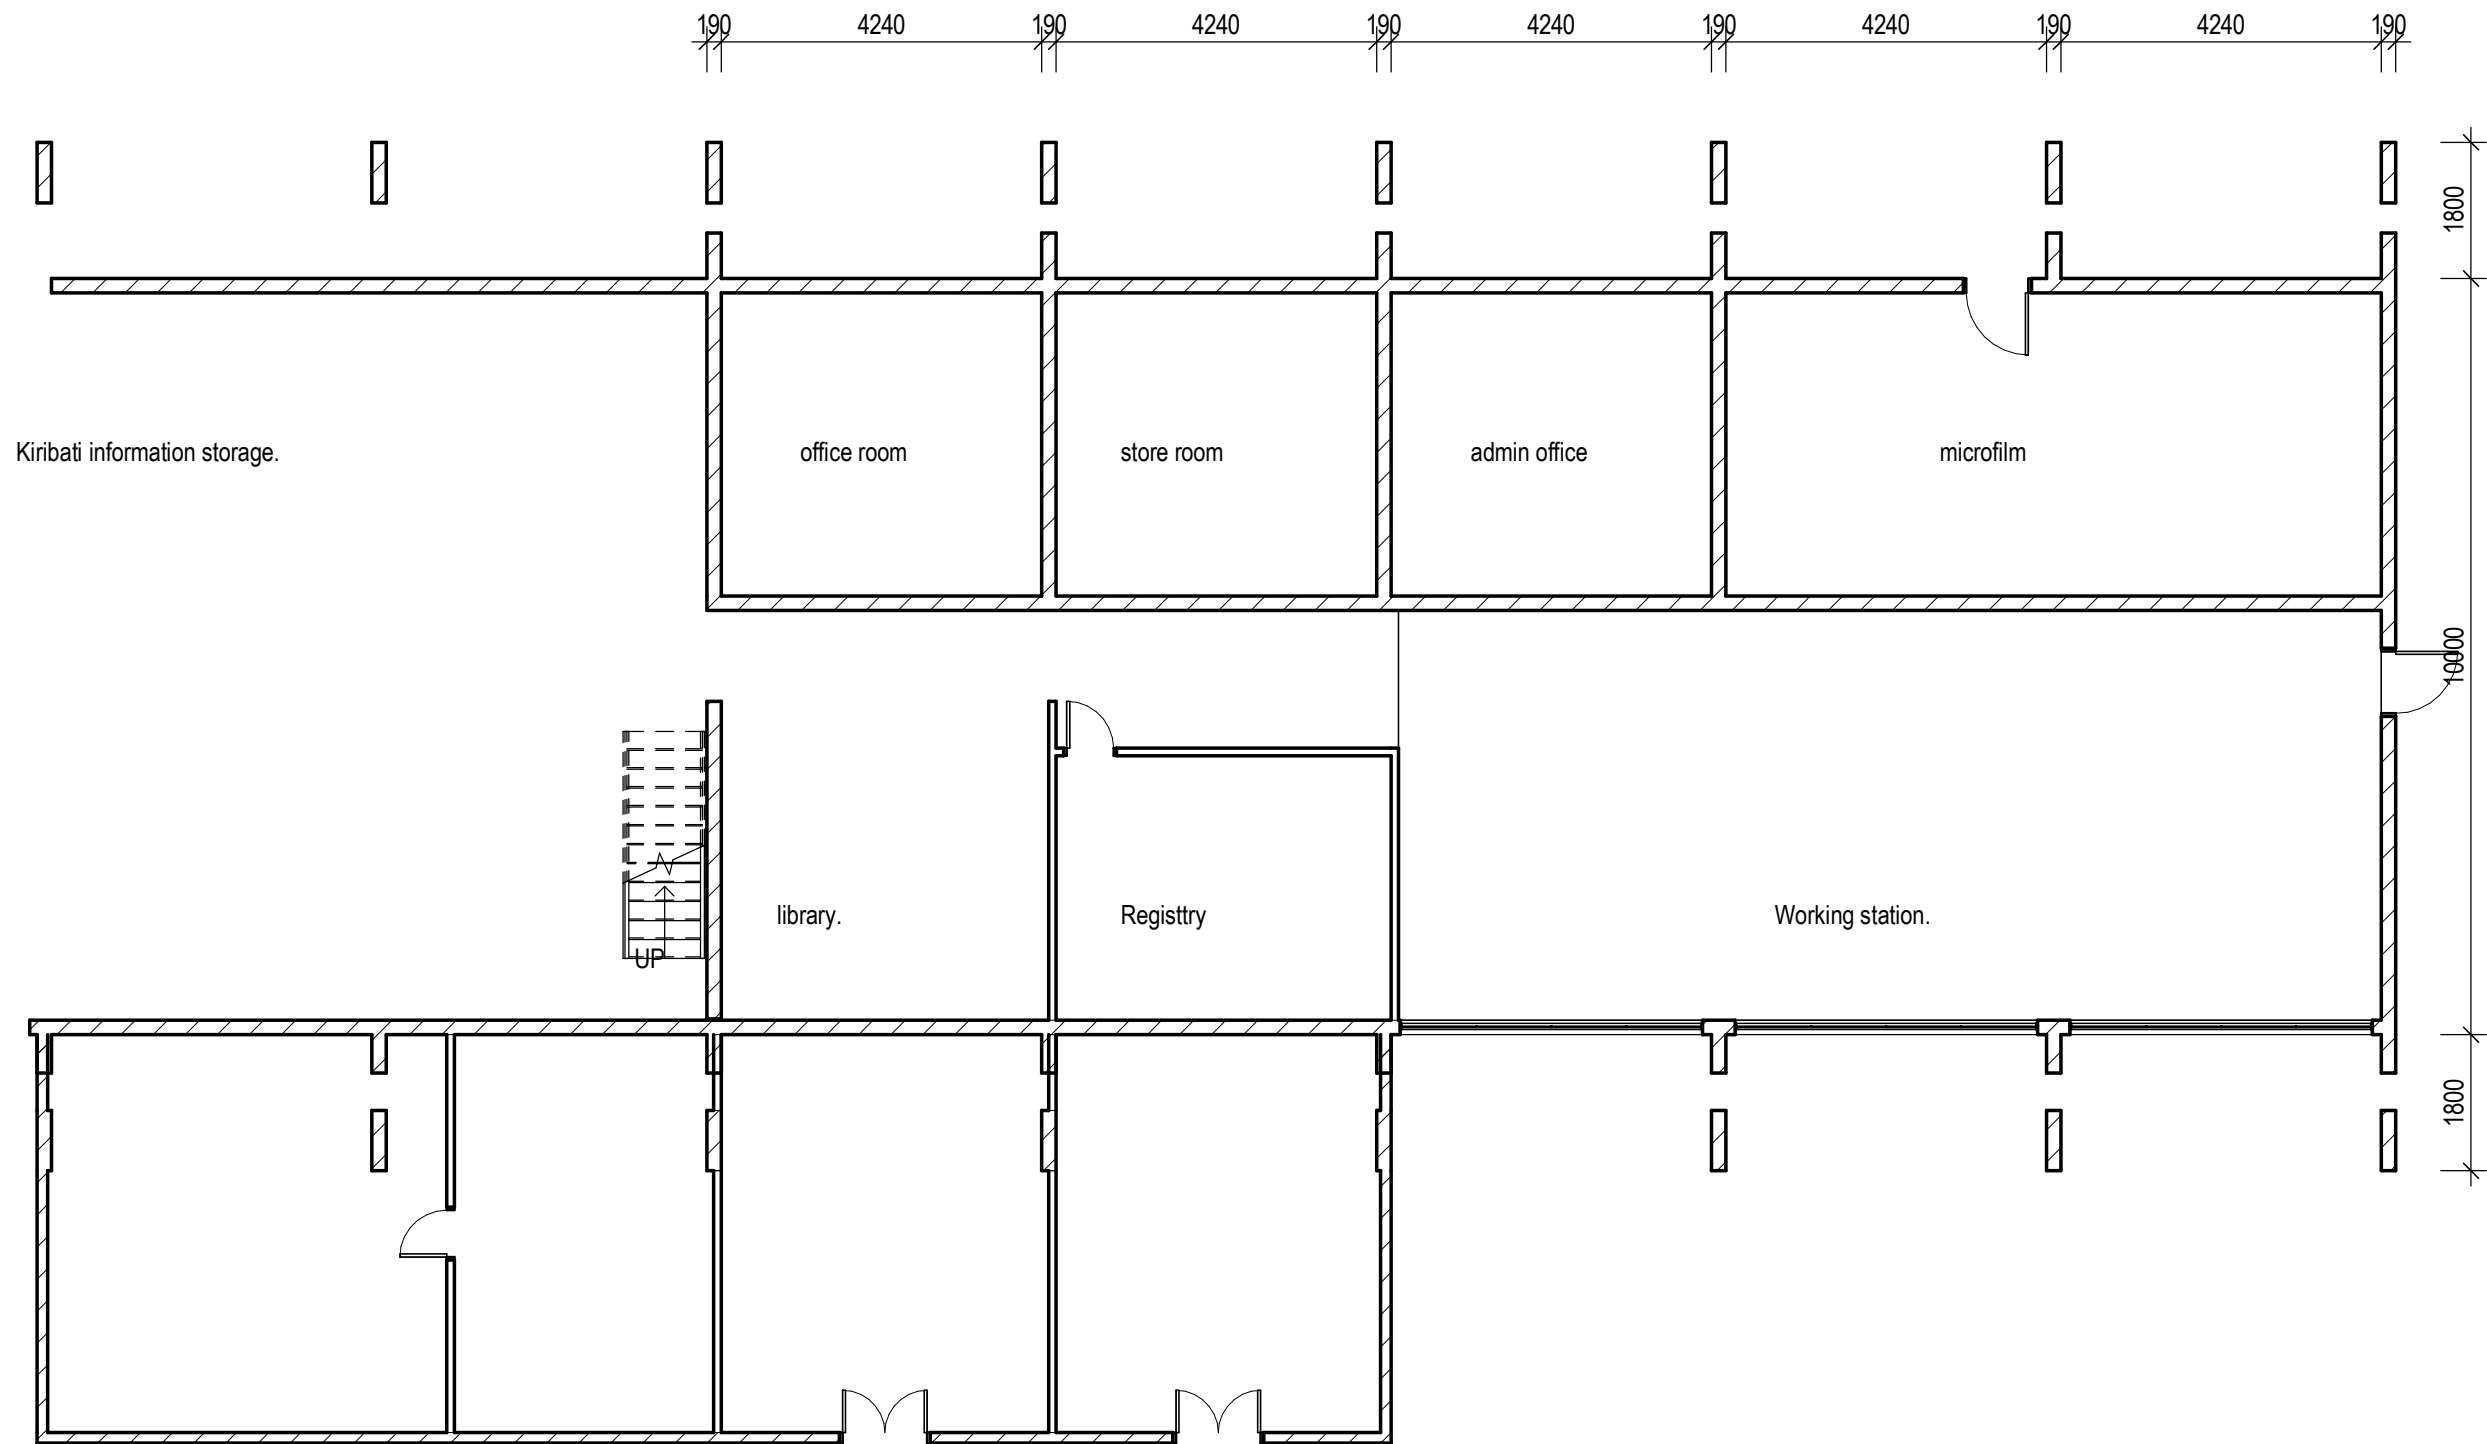 190 4240 190 4240 190 4240 190 4240 190 4240 190
1800
Kiribati information storage.
office room
store room
admin office
microfilm
10000
library.
Registtry
Working station.
UP
1800